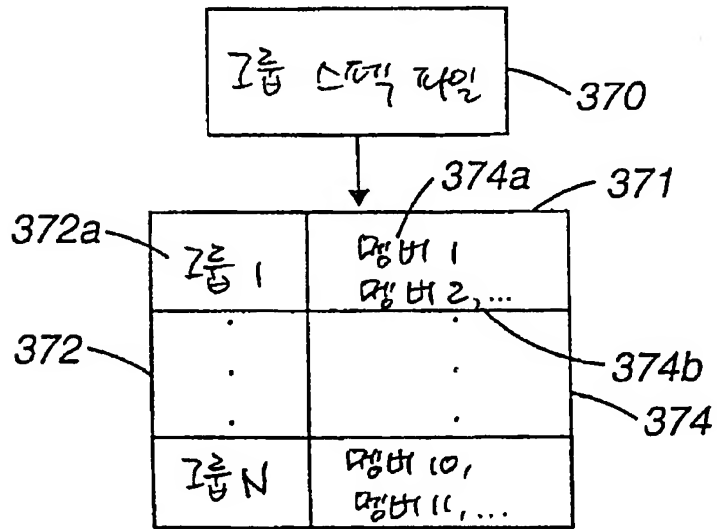 그룹 스펙 파일
370
374a
371
372a
그룹 1
멤버 1
멤버 2, ...
372
374b
374
그룹 N
멤버 10,
멤버 11, ...